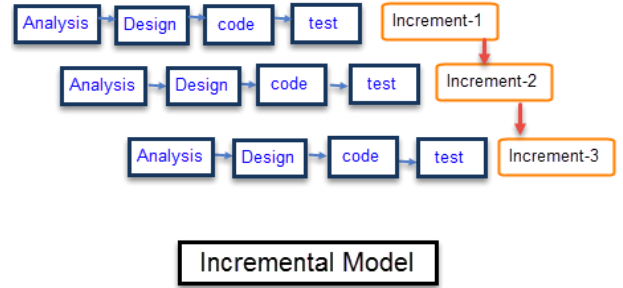 Analysis Design code test Increment-1
Analysis Design code test Increment-2
Analysis Design code test Increment-3
Incremental Model